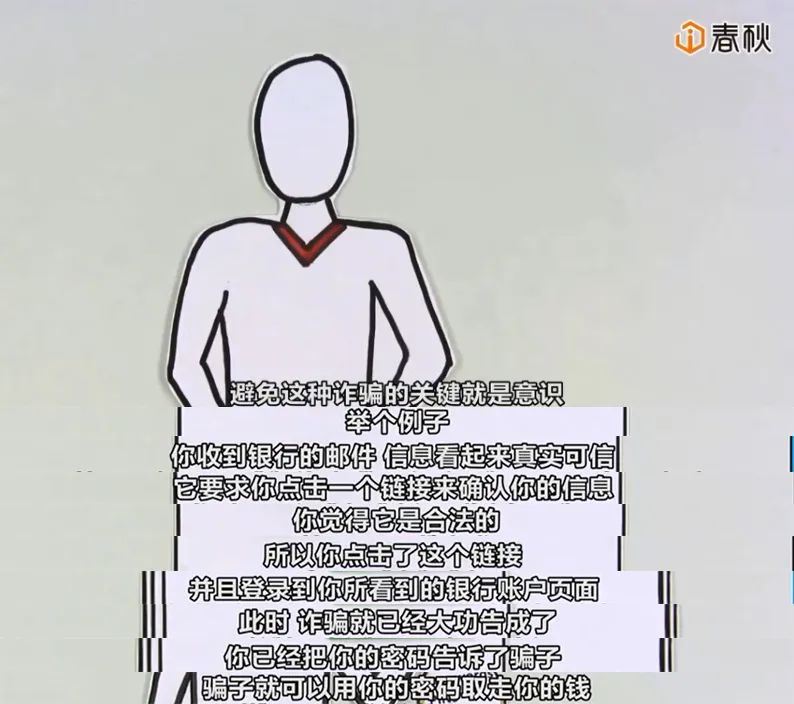 春秋
避免这种诈骗的关键就是意识
举个例子
你收到银行的邮件 信息看起来真实可信
它要求你点击一个链接来确认你的信息
你觉得它是合法的
所以你点击了这个链接
并且登录到你所看到的银行账户页面
此时 诈骗就已经大功告成了
你已经把你的密码告诉了骗子
骗子就可以用你的密码取走你的钱